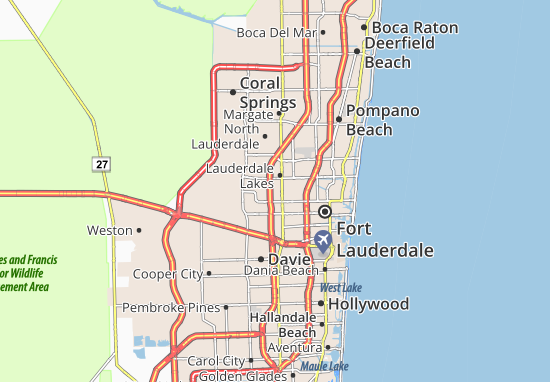 Boca Del Mar
Boca Raton
Deerfield
Beach
Coral
Springs
Margate
North
Lauderdale
Pompano
Beach
27
Lauderdale
Lakes
Weston
Fort
Lauderdale
es and Francis
or Wildlife
ement Area
Davie
Cooper City
Dania Beach
West Lake
Pembroke Pines
Hollywood
Hallandale
Beach
Aventura
Carol City
Maule Lake
Golden Glades